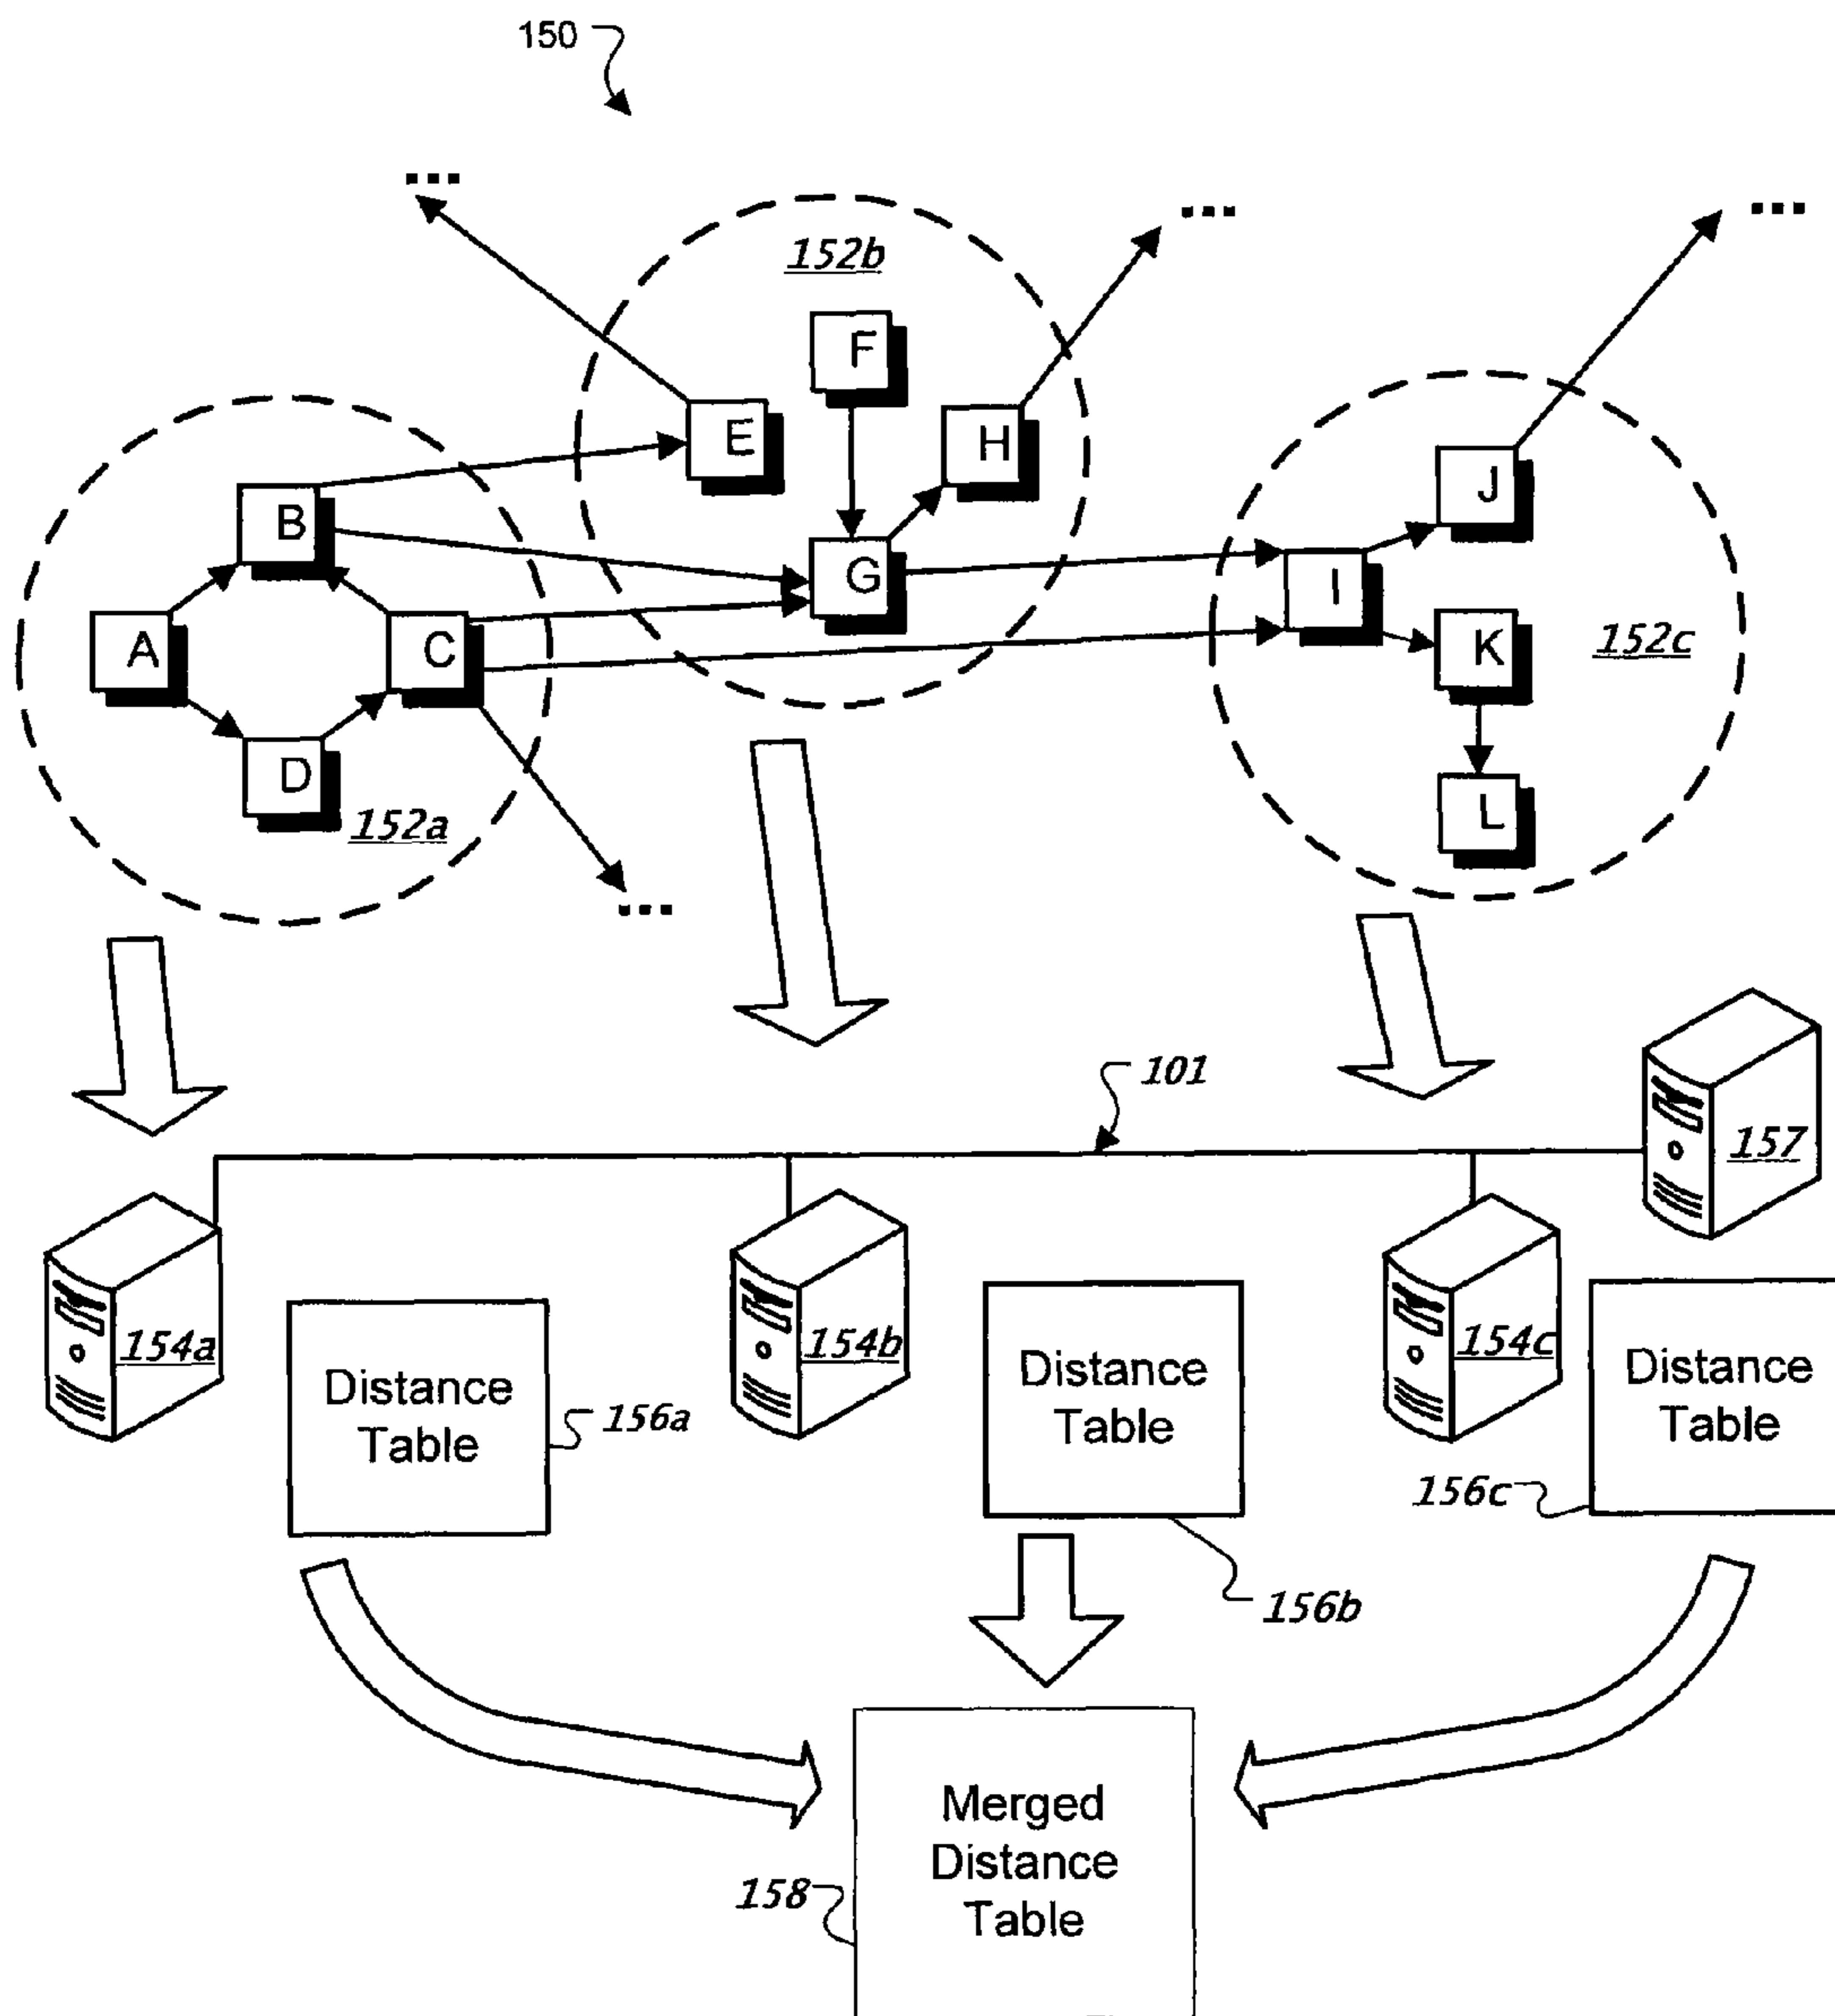 150
...
...
...
152b
F
E
H
J
B
G
I
A
C
K
152c
D
152a
L
...
101
157
154a
154b
154c
Distance
Table
156a
Distance
Table
Distance
Table
156c
156b
Merged
Distance
Table
158